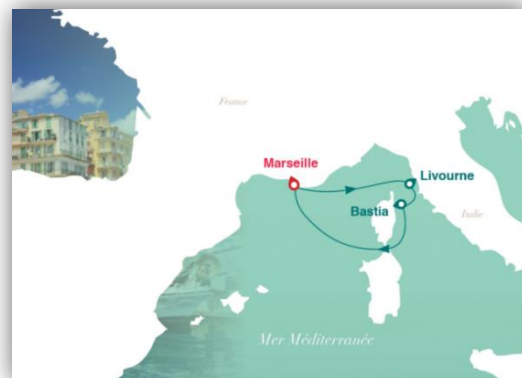 France
Marseille
Livourne
Bastia
Italie
Mer Méditerranée